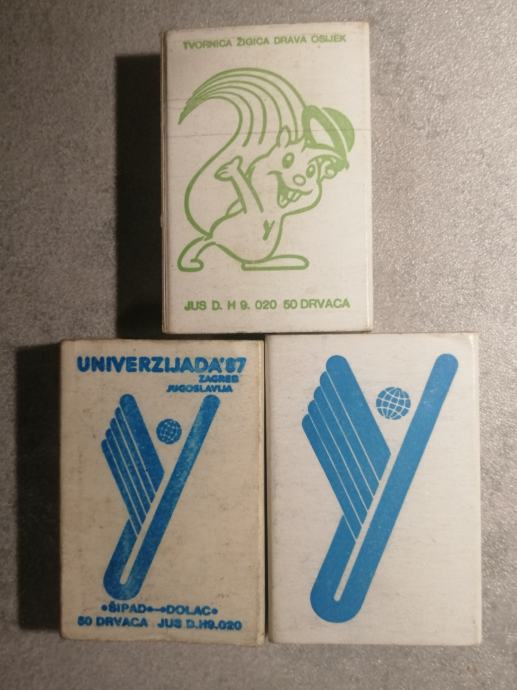 TVORNICA ŽIGICA DRAVA OSIJEK
JUS D. H 9. 020 50 DRVACA
UNIVERZIJADA'87
ZAGREB
JUGOSLAVIJA
•ŠIPAD•–•DOLAC•
50 DRVACA JUS D.H9.020